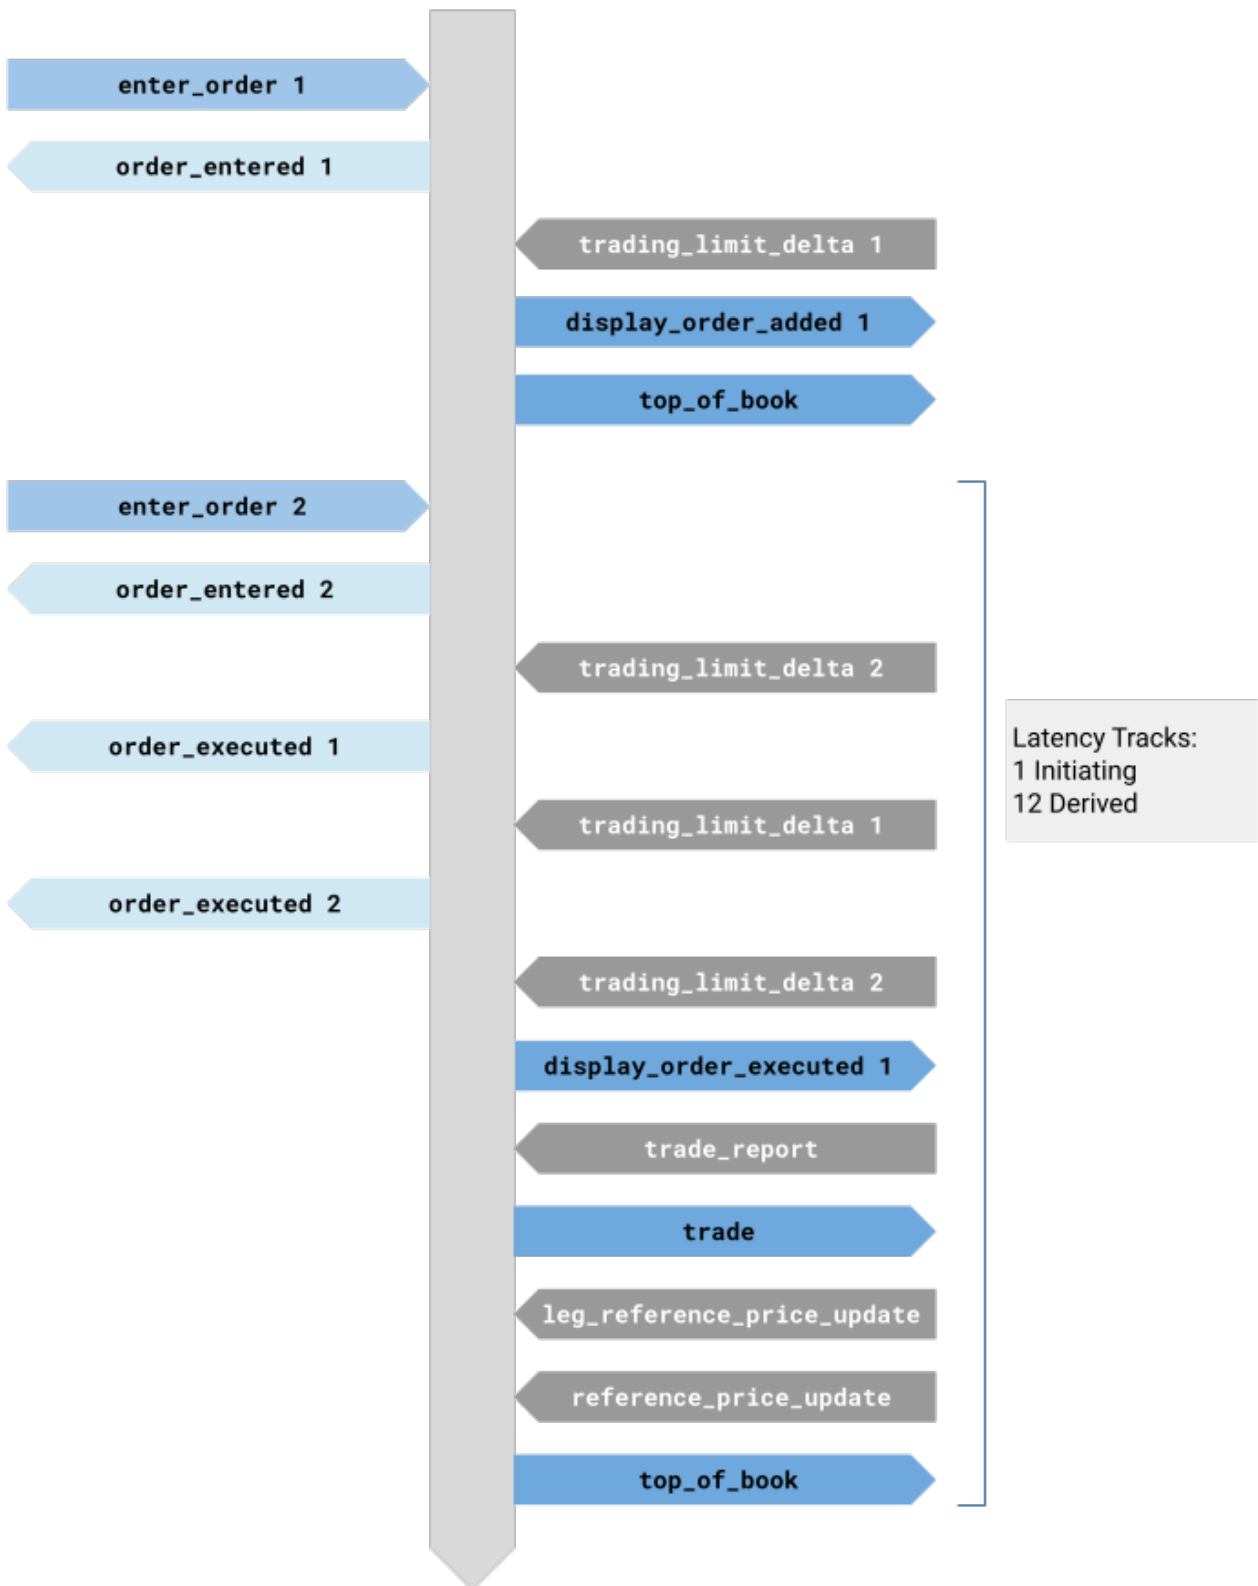 enter_order 1
order_entered 1
trading_limit_delta 1
display_order_added 1
top_of_book
enter_order 2
order_entered 2
trading_limit_delta 2
order_executed 1
Latency Tracks:
1 Initiating
12 Derived
trading_limit_delta 1
order_executed 2
trading_limit_delta 2
display_order_executed 1
trade_report
trade
leg_reference_price_update
reference_price_update
top_of_book